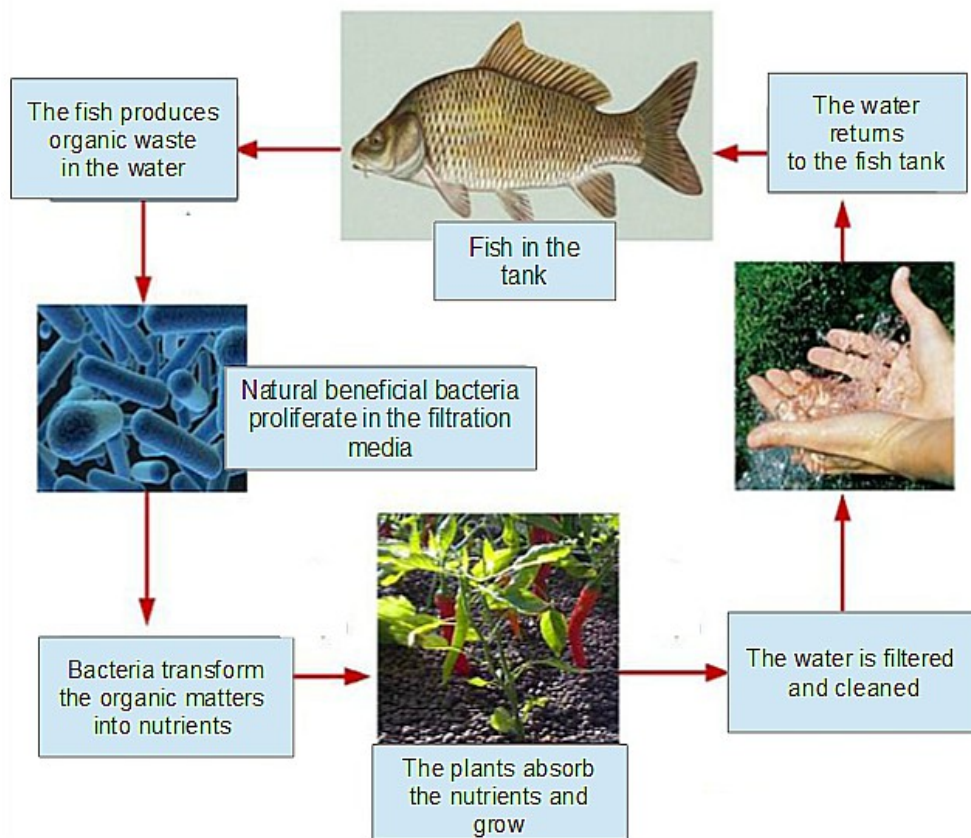 Fish in the
tank
The fish produces
organic waste
in the water
Natural beneficial bacteria
proliferate in the filtration
media
Bacteria transform
the organic matters
into nutrients
The plants absorb
the nutrients and
grow
The water is filtered
and cleaned
The water
returns
to the fish tank